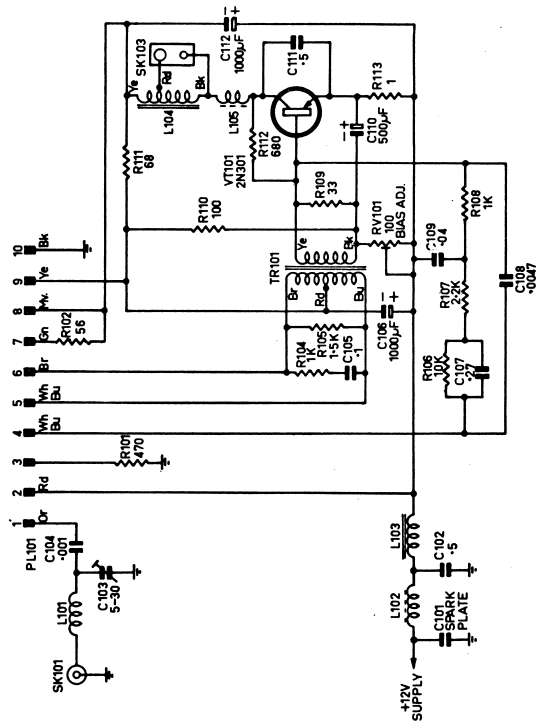 PL101
1
2
3
4
5
6
7
8
9
10
Or
Rd
Wh
Bu
Wh
Bu
Br
Gn
Mv
Ye
Bk
SK101
L101
C104
·001
C103
5-30
R101
470
R102
56
R111
68
R110
100
SK103
Ye
Rd
Bk
L104
L105
C112
1000µF
C111
·5
R112
680
VT101
2N301
R113
1
C110
500µF
R109
33
TR101
Br
Rd
Bu
Ye
Bk
RV101
100
BIAS ADJ.
R104
1K
R105
1·5K
C105
·1
C106
1000µF
C109
·04
R108
1K
R107
2·2K
R106
10K
C107
·27
C108
·0047
+12V
SUPPLY
L102
L103
C101
SPARK
PLATE
C102
·5